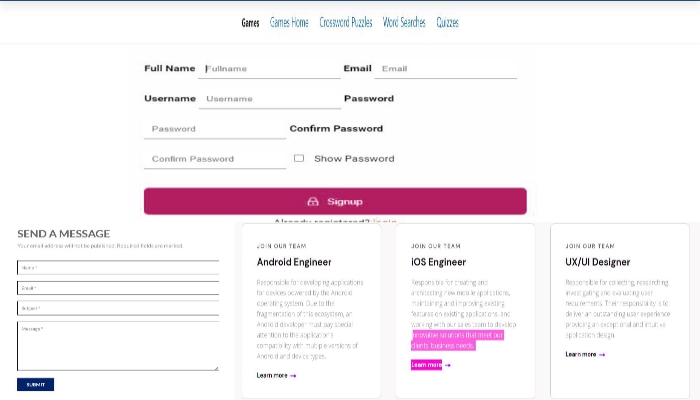 Games Games Home Crossword Puzzles Word Searches Quizzes
Full Name Fullname Email Email
Username Username Password
Password Confirm Password
Confirm Password Show Password
Signup
Already registered? login
SEND A MESSAGE
Your email address will not be published. Required fields are marked
Name *
Email *
Subject *
Message *
SUBMIT
JOIN OUR TEAM
Android Engineer
Responsible for developing applications
for devices powered by the Android
operating system. Due to the
fragmentation of this ecosystem, an
Android developer must pay special
attention to the application's
compatibility with multiple versions of
Android and device types.
Learn more →
JOIN OUR TEAM
iOS Engineer
Responsible for creating and
architecting new mobile applications,
maintaining and improving existing
features on existing applications, and
working with our sales team to develop
innovative solutions that meet our
clients' business needs.
Learn more →
JOIN OUR TEAM
UX/UI Designer
Responsible for collecting, researching,
investigating and evaluating user
requirements. Their responsibility is to
deliver an outstanding user experience
providing an exceptional and intuitive
application design.
Learn more →